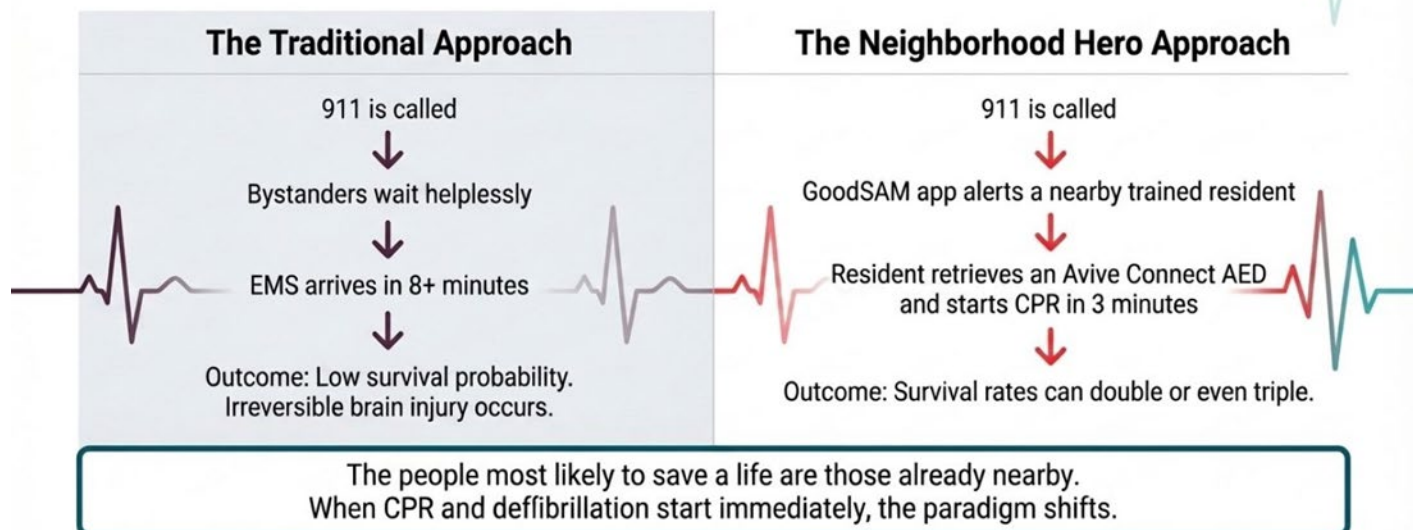 The Traditional Approach
911 is called
Bystanders wait helplessly
EMS arrives in 8+ minutes
Outcome: Low survival probability.
Irreversible brain injury occurs.
The Neighborhood Hero Approach
911 is called
GoodSAM app alerts a nearby trained resident
Resident retrieves an Avive Connect AED
and starts CPR in 3 minutes
Outcome: Survival rates can double or even triple.
The people most likely to save a life are those already nearby.
When CPR and deflibrillation start immediately, the paradigm shifts.